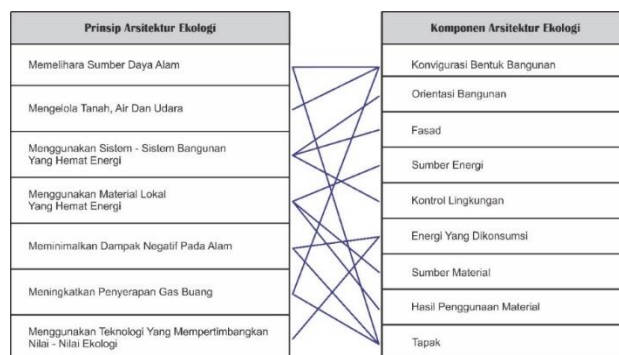 Prinsip Arsitektur Ekologi
Memelihara Sumber Daya Alam
Mengelola Tanah, Air Dan Udara
Menggunakan Sistem - Sistem Bangunan
Yang Hemat Energi
Menggunakan Material Lokal
Yang Hemat Energi
Meminimalkan Dampak Negatif Pada Alam
Meningkatkan Penyerapan Gas Buang
Menggunakan Teknologi Yang Mempertimbangkan
Nilai - Nilai Ekologi
Komponen Arsitektur Ekologi
Konvigurasi Bentuk Bangunan
Orientasi Bangunan
Fasad
Sumber Energi
Kontrol Lingkungan
Energi Yang Dikonsumsi
Sumber Material
Hasil Penggunaan Material
Tapak